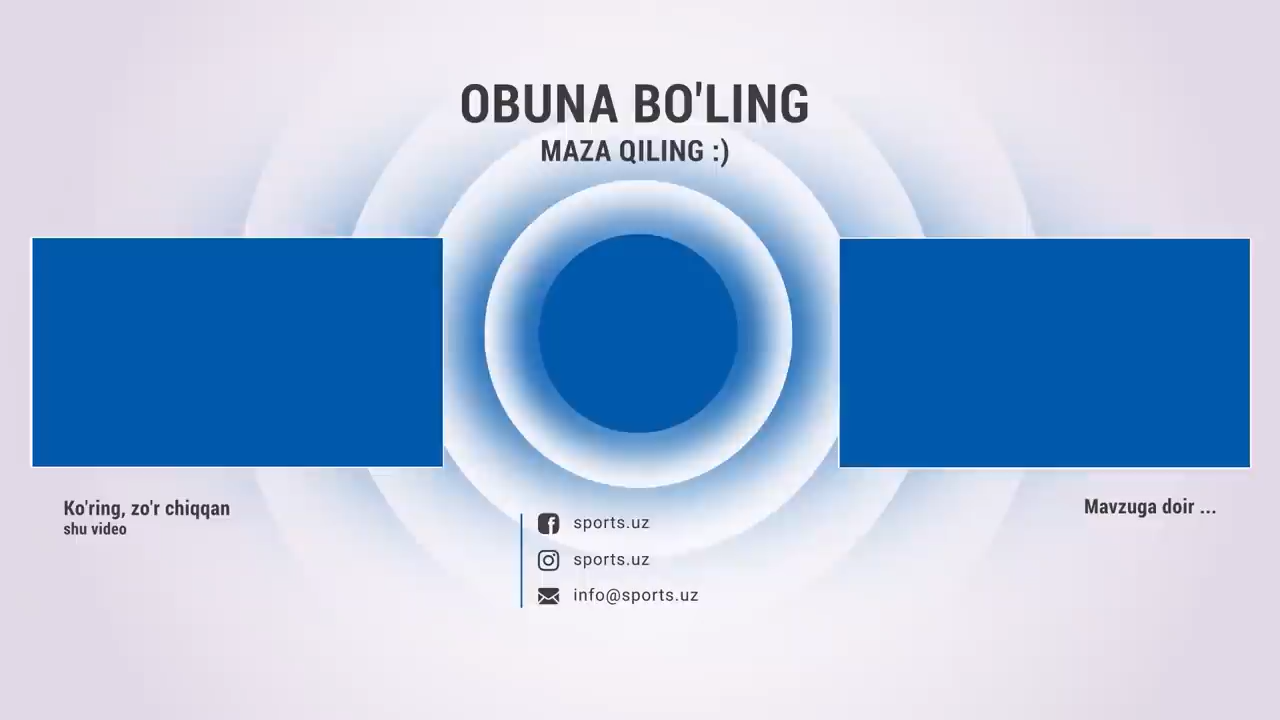 OBUNA BO'LING
MAZA QILING :)
Ko'ring, zo'r chiqqan
shu video
Mavzuga doir ...
sports.uz
sports.uz
info@sports.uz